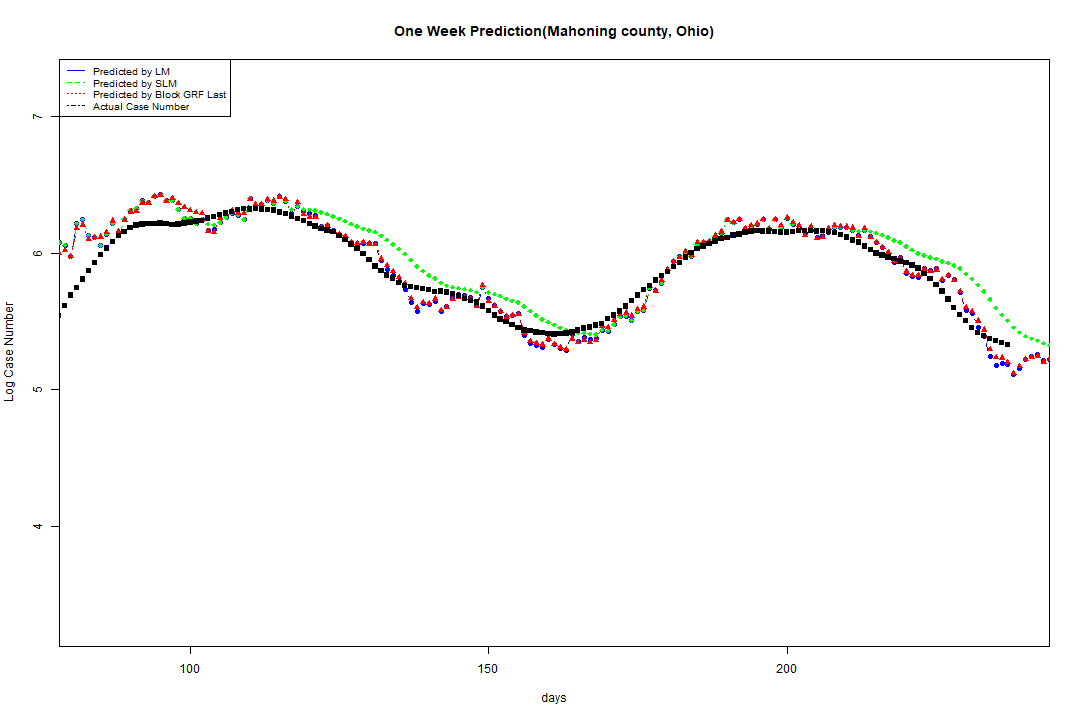 One Week Prediction(Mahoning county, Ohio)
Predicted by LM
Predicted by SLM
Predicted by Block GRF Last
Actual Case Number
7
6
5
4
Log Case Number
100
150
200
days